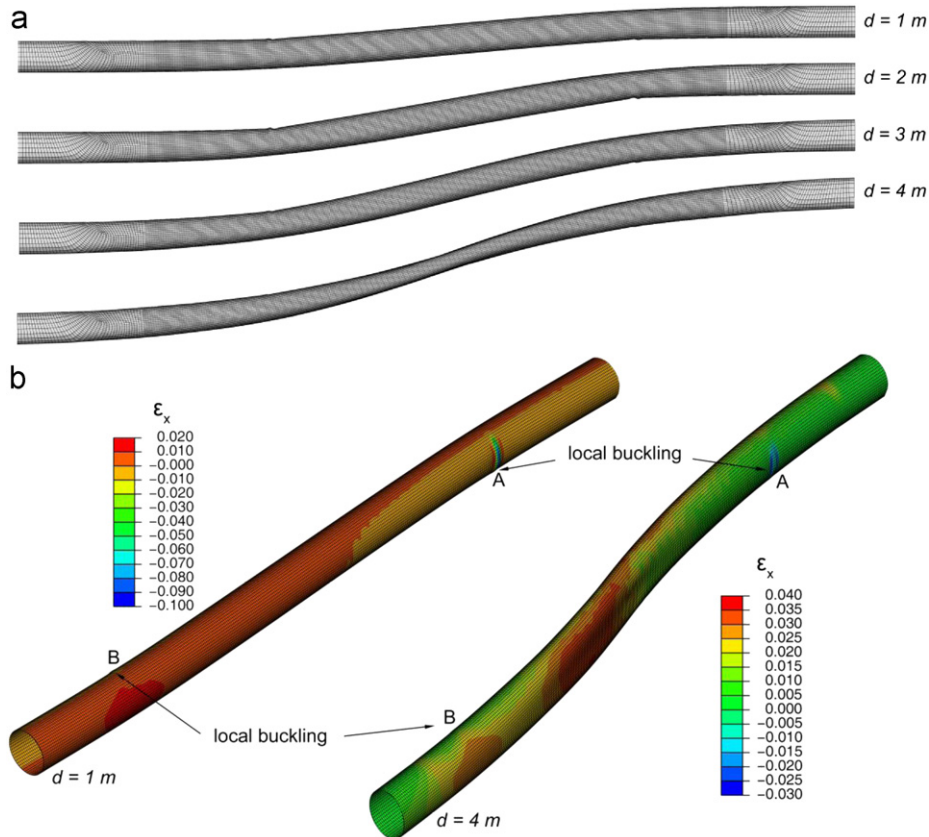 a
d = 1 m
d = 2 m
d = 3 m
d = 4 m
b
εx
0.020
0.010
−0.000
−0.010
−0.020
−0.030
−0.040
−0.050
−0.060
−0.070
−0.080
−0.090
−0.100
local buckling
A
A
B
B
local buckling
d = 1 m
d = 4 m
εx
0.040
0.035
0.030
0.025
0.020
0.015
0.010
0.005
0.000
−0.005
−0.010
−0.015
−0.020
−0.025
−0.030